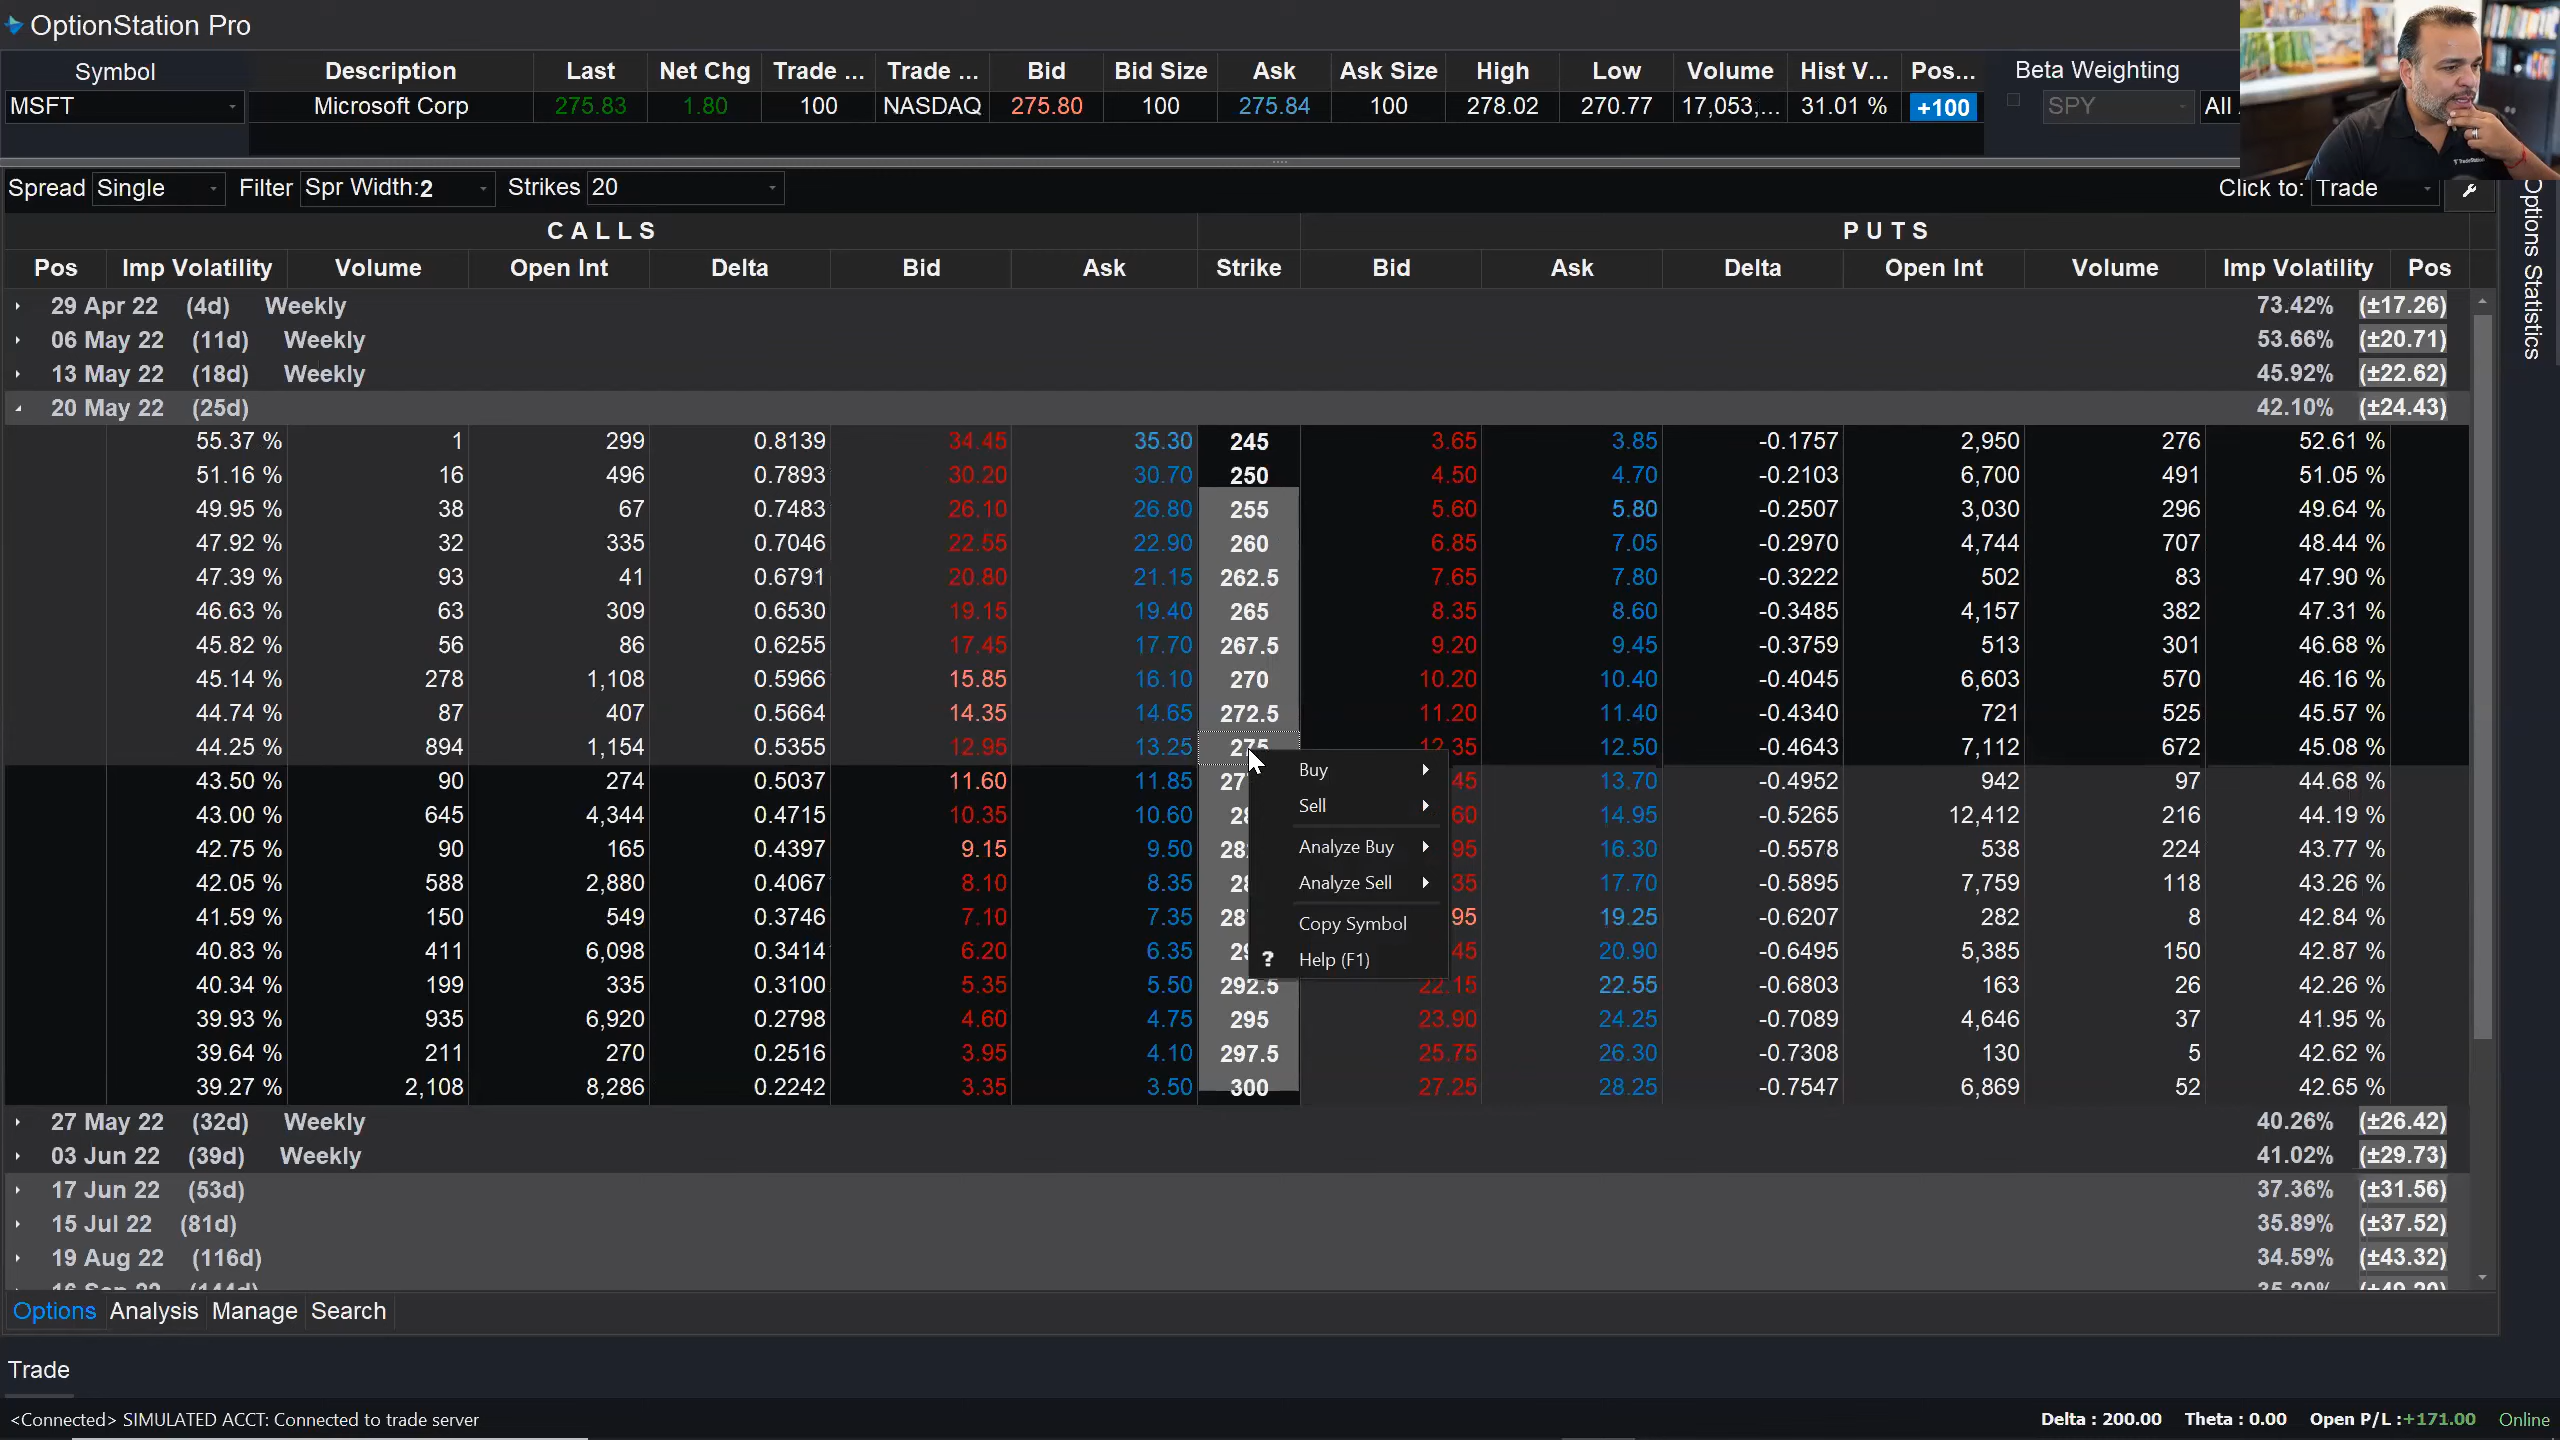 OptionStation Pro
Symbol Description Last Net Chg Trade ... Trade ... Bid Bid Size Ask Ask Size High Low Volume Hist V... Pos... Beta Weighting
MSFT Microsoft Corp 275.83 1.80 100 NASDAQ 275.80 100 275.84 100 278.02 270.77 17,053,... 31.01 % +100 SPY All
Spread Single Filter Spr Width:2 Strikes 20 Click to: Trade
Options Statistics
CALLS PUTS
Pos Imp Volatility Volume Open Int Delta Bid Ask Strike Bid Ask Delta Open Int Volume Imp Volatility Pos
29 Apr 22 (4d) Weekly 73.42% (±17.26)
06 May 22 (11d) Weekly 53.66% (±20.71)
13 May 22 (18d) Weekly 45.92% (±22.62)
20 May 22 (25d) 42.10% (±24.43)
55.37 % 1 299 0.8139 34.45 35.30 245 3.65 3.85 -0.1757 2,950 276 52.61 %
51.16 % 16 496 0.7893 30.20 30.70 250 4.50 4.70 -0.2103 6,700 491 51.05 %
49.95 % 38 67 0.7483 26.10 26.80 255 5.60 5.80 -0.2507 3,030 296 49.64 %
47.92 % 32 335 0.7046 22.55 22.90 260 6.85 7.05 -0.2970 4,744 707 48.44 %
47.39 % 93 41 0.6791 20.80 21.15 262.5 7.65 7.80 -0.3222 502 83 47.90 %
46.63 % 63 309 0.6530 19.15 19.40 265 8.35 8.60 -0.3485 4,157 382 47.31 %
45.82 % 56 86 0.6255 17.45 17.70 267.5 9.20 9.45 -0.3759 513 301 46.68 %
45.14 % 278 1,108 0.5966 15.85 16.10 270 10.20 10.40 -0.4045 6,603 570 46.16 %
44.74 % 87 407 0.5664 14.35 14.65 272.5 11.20 11.40 -0.4340 721 525 45.57 %
44.25 % 894 1,154 0.5355 12.95 13.25 275 12.35 12.50 -0.4643 7,112 672 45.08 %
43.50 % 90 274 0.5037 11.60 11.85 27 45 13.70 -0.4952 942 97 44.68 %
43.00 % 645 4,344 0.4715 10.35 10.60 28 60 14.95 -0.5265 12,412 216 44.19 %
42.75 % 90 165 0.4397 9.15 9.50 28 95 16.30 -0.5578 538 224 43.77 %
42.05 % 588 2,880 0.4067 8.10 8.35 28 35 17.70 -0.5895 7,759 118 43.26 %
41.59 % 150 549 0.3746 7.10 7.35 28 95 19.25 -0.6207 282 8 42.84 %
40.83 % 411 6,098 0.3414 6.20 6.35 29 45 20.90 -0.6495 5,385 150 42.87 %
40.34 % 199 335 0.3100 5.35 5.50 292.5 22.15 22.55 -0.6803 163 26 42.26 %
39.93 % 935 6,920 0.2798 4.60 4.75 295 23.90 24.25 -0.7089 4,646 37 41.95 %
39.64 % 211 270 0.2516 3.95 4.10 297.5 25.75 26.30 -0.7308 130 5 42.62 %
39.27 % 2,108 8,286 0.2242 3.35 3.50 300 27.25 28.25 -0.7547 6,869 52 42.65 %
Buy
Sell
Analyze Buy
Analyze Sell
Copy Symbol
? Help (F1)
27 May 22 (32d) Weekly 40.26% (±26.42)
03 Jun 22 (39d) Weekly 41.02% (±29.73)
17 Jun 22 (53d) 37.36% (±31.56)
15 Jul 22 (81d) 35.89% (±37.52)
19 Aug 22 (116d) 34.59% (±43.32)
Options Analysis Manage Search
Trade
<Connected> SIMULATED ACCT: Connected to trade server Delta : 200.00 Theta : 0.00 Open P/L :+171.00 Online